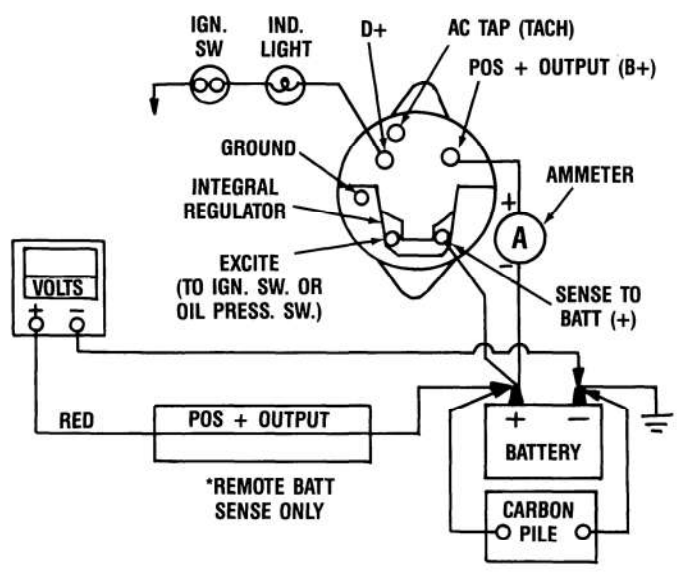 IGN.
SW
IND.
LIGHT
D+
AC TAP (TACH)
POS + OUTPUT (B+)
GROUND
INTEGRAL
REGULATOR
AMMETER
+
A
−
EXCITE
(TO IGN. SW. OR
OIL PRESS. SW.)
SENSE TO
BATT (+)
VOLTS
+ −
RED
POS + OUTPUT
*REMOTE BATT
SENSE ONLY
+ −
BATTERY
CARBON
PILE